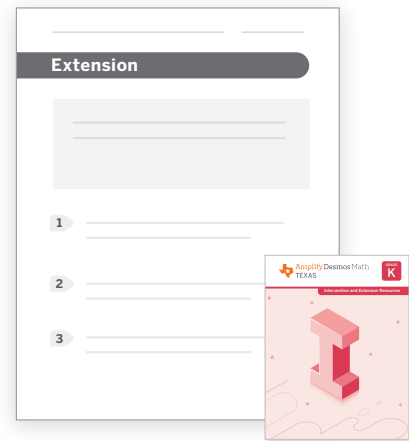 Extension
1
2
3
Amplify Desmos Math
TEXAS
GRADE
K
Intervention and Extension Resources